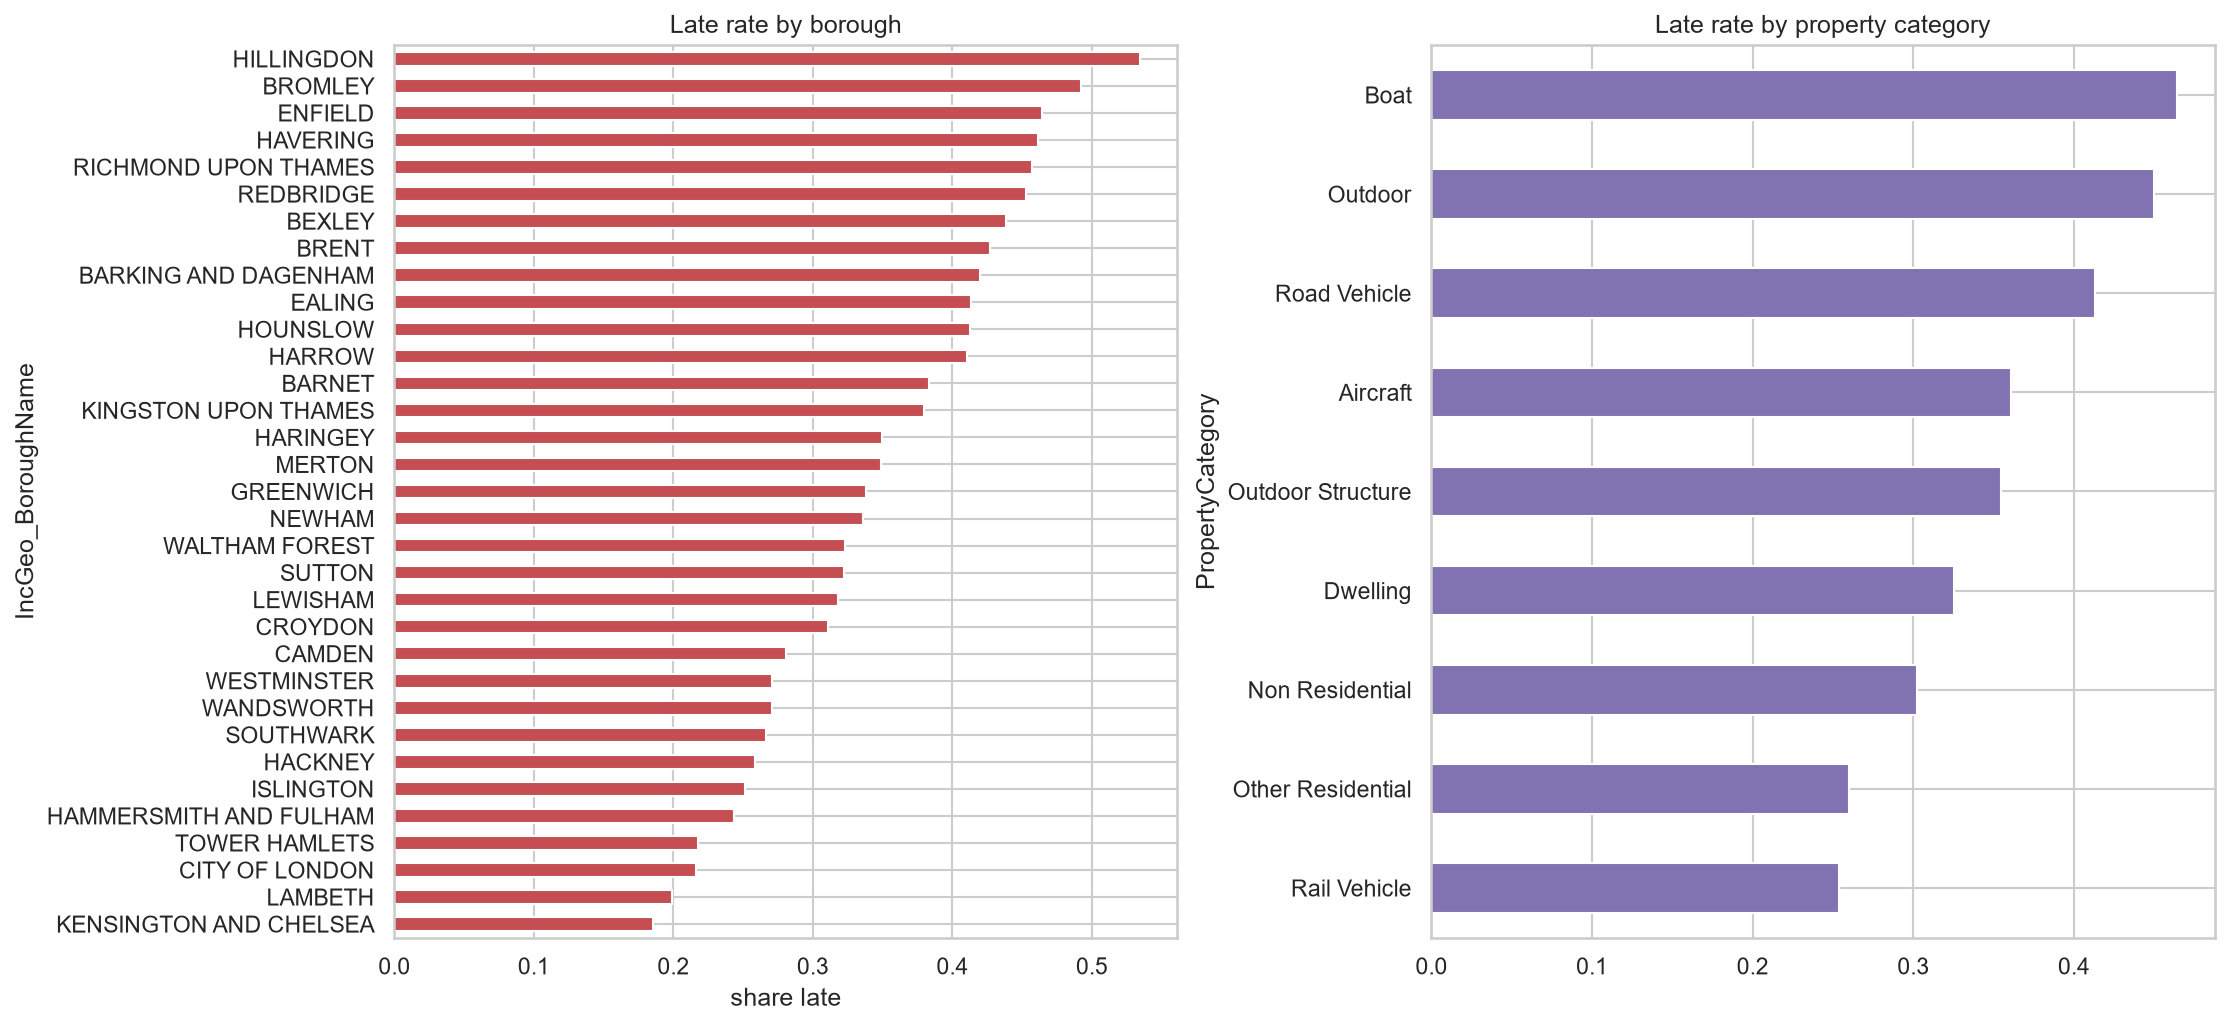 Late rate by borough
IncGeo_BoroughName
HILLINGDON
BROMLEY
ENFIELD
HAVERING
RICHMOND UPON THAMES
REDBRIDGE
BEXLEY
BRENT
BARKING AND DAGENHAM
EALING
HOUNSLOW
HARROW
BARNET
KINGSTON UPON THAMES
HARINGEY
MERTON
GREENWICH
NEWHAM
WALTHAM FOREST
SUTTON
LEWISHAM
CROYDON
CAMDEN
WESTMINSTER
WANDSWORTH
SOUTHWARK
HACKNEY
ISLINGTON
HAMMERSMITH AND FULHAM
TOWER HAMLETS
CITY OF LONDON
LAMBETH
KENSINGTON AND CHELSEA
0.0 0.1 0.2 0.3 0.4 0.5
share late
Late rate by property category
PropertyCategory
Boat
Outdoor
Road Vehicle
Aircraft
Outdoor Structure
Dwelling
Non Residential
Other Residential
Rail Vehicle
0.0 0.1 0.2 0.3 0.4